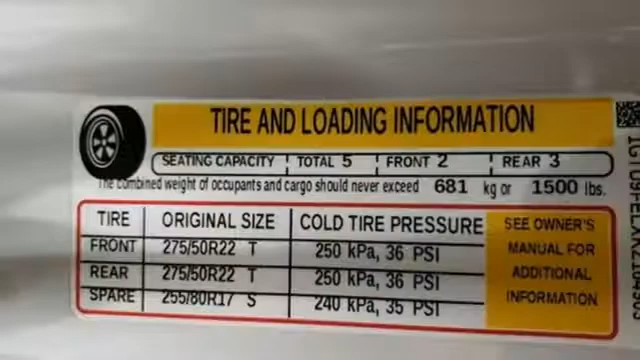 TIRE AND LOADING INFORMATION
SEATING CAPACITY TOTAL 5 FRONT 2 REAR 3
The combined weight of occupants and cargo should never exceed 681 kg or 1500 lbs.
TIRE ORIGINAL SIZE COLD TIRE PRESSURE SEE OWNER'S
FRONT 275/50R22 T 250 kPa, 36 PSI MANUAL FOR
REAR 275/50R22 T 250 kPa, 36 PSI ADDITIONAL
SPARE 255/80R17 S 240 kPa, 35 PSI INFORMATION